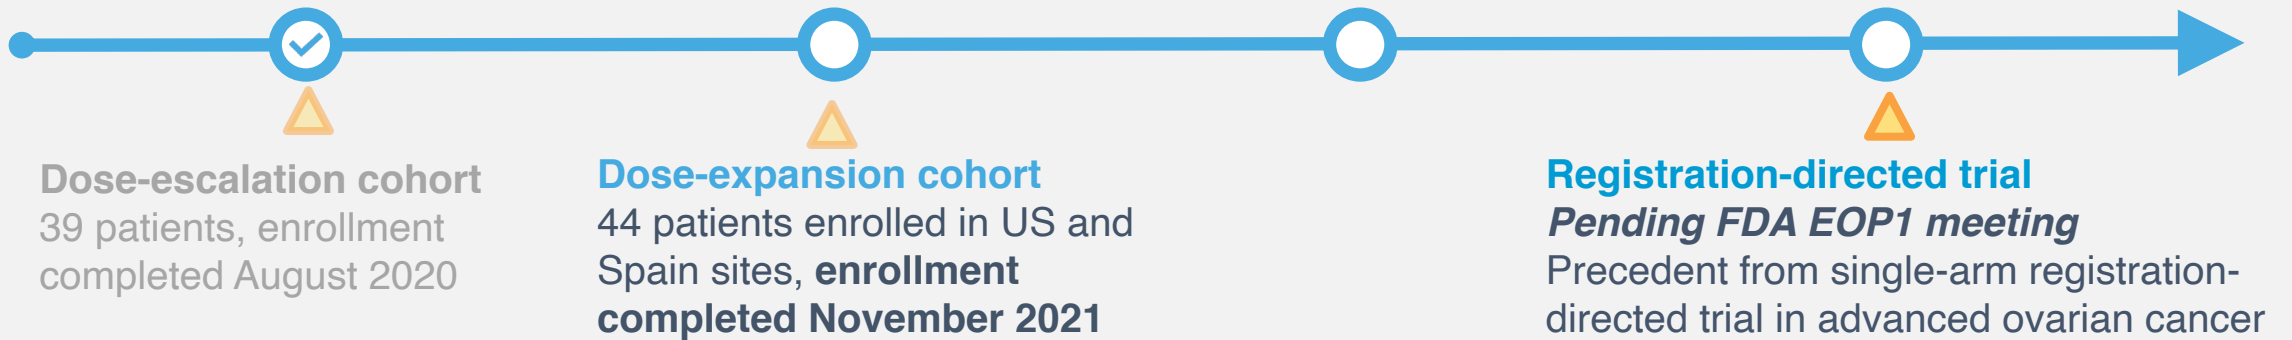 Dose-escalation cohort
39 patients, enrollment
completed August 2020
Dose-expansion cohort
44 patients enrolled in US and
Spain sites, enrollment
completed November 2021
Registration-directed trial
Pending FDA EOP1 meeting
Precedent from single-arm registration-
directed trial in advanced ovarian cancer